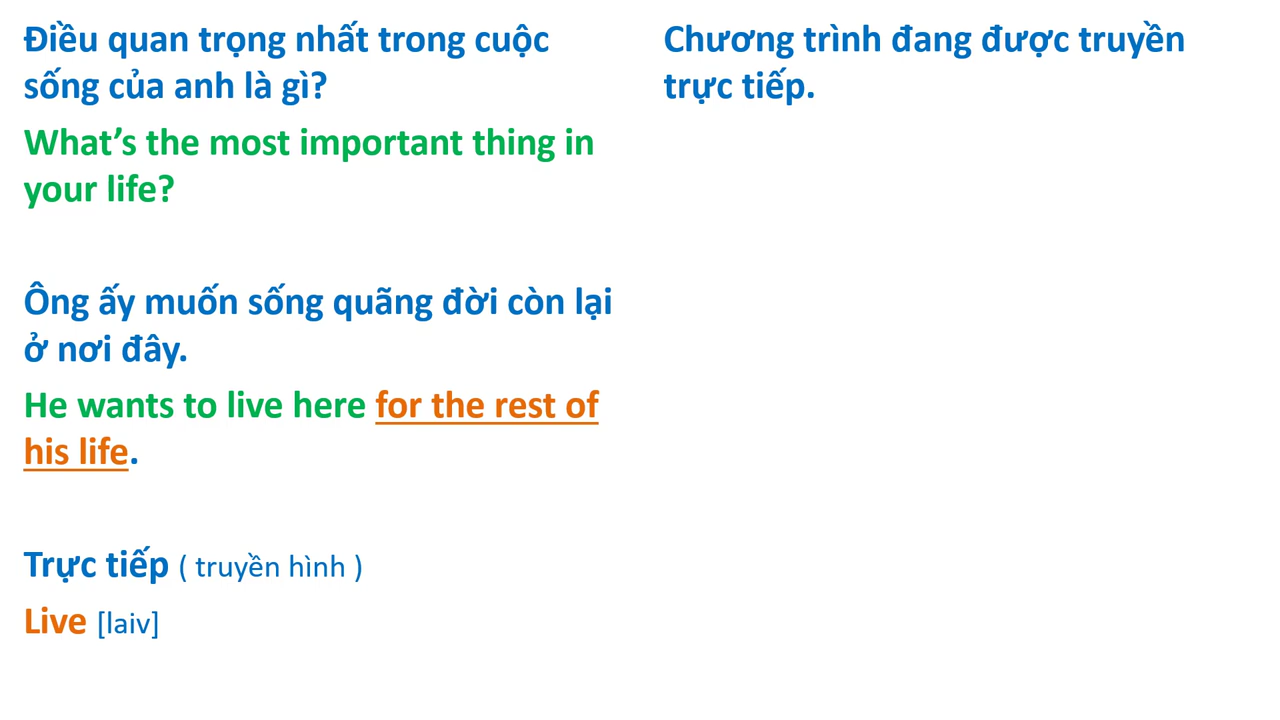 Điều quan trọng nhất trong cuộc
sống của anh là gì?
What’s the most important thing in
your life?
Ông ấy muốn sống quãng đời còn lại
ở nơi đây.
He wants to live here for the rest of
his life.
Trực tiếp ( truyền hình )
Live [laiv]
Chương trình đang được truyền
trực tiếp.